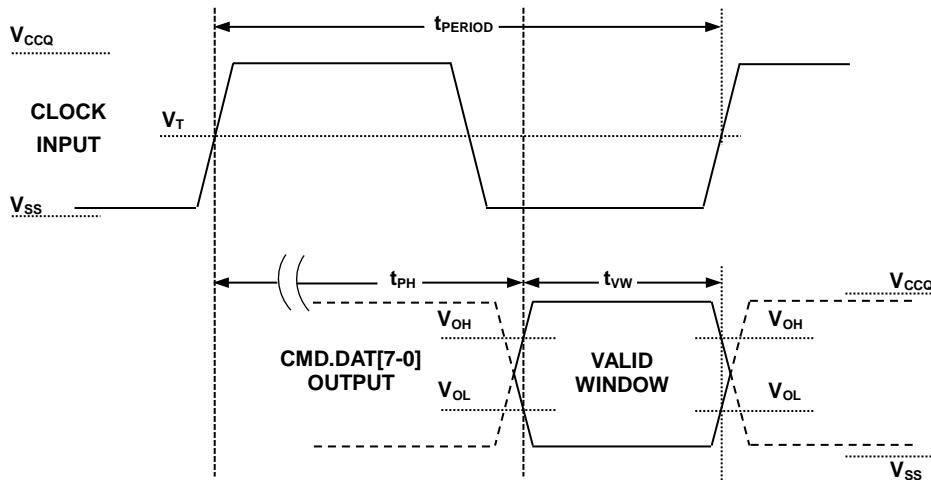 tPERIOD
VCCQ
CLOCK
INPUT
VT
VSS
tPH
tVW
VCCQ
VOH
VOH
CMD.DAT[7-0]
OUTPUT
VALID
WINDOW
VOL
VOL
VSS